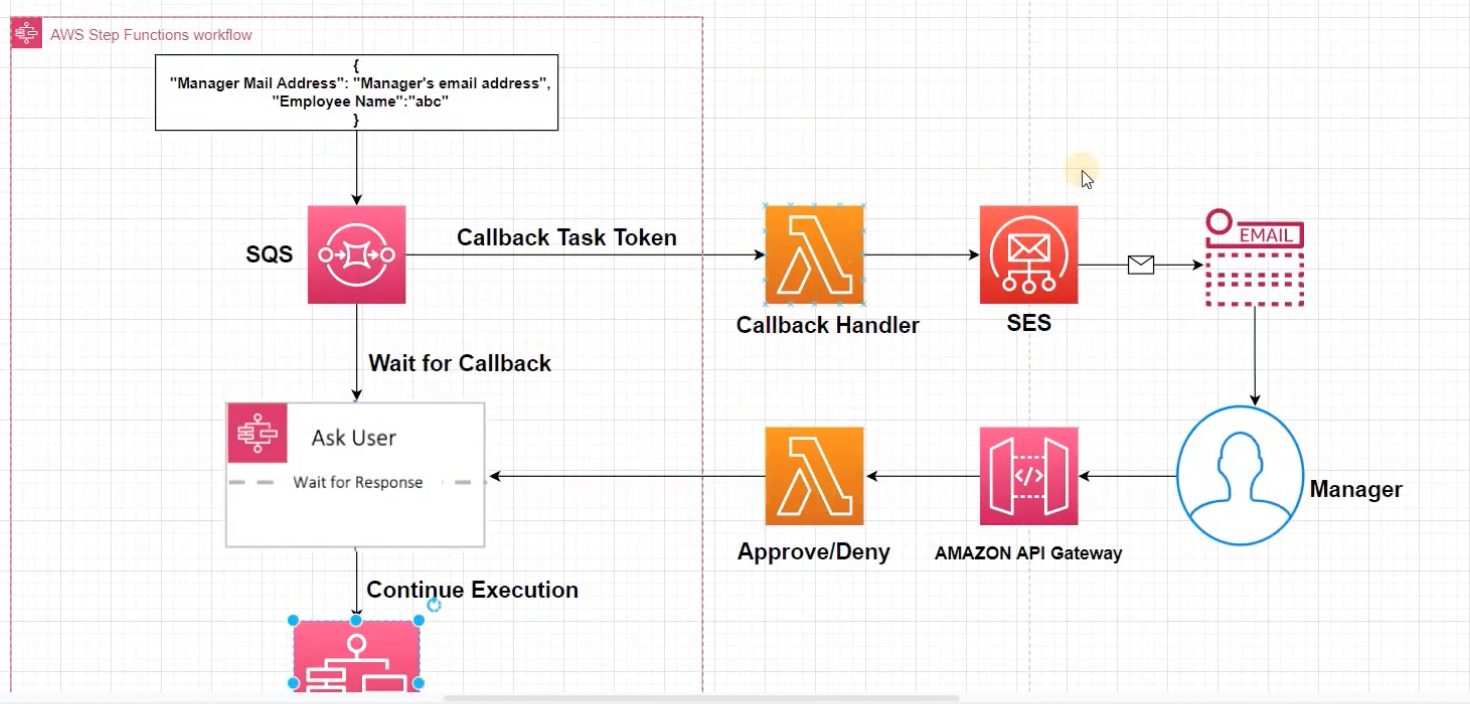 AWS Step Functions workflow
{
"Manager Mail Address": "Manager's email address",
"Employee Name":"abc"
}
SQS
Callback Task Token
Callback Handler
SES
EMAIL
Wait for Callback
Ask User
Wait for Response
Approve/Deny
AMAZON API Gateway
Manager
Continue Execution